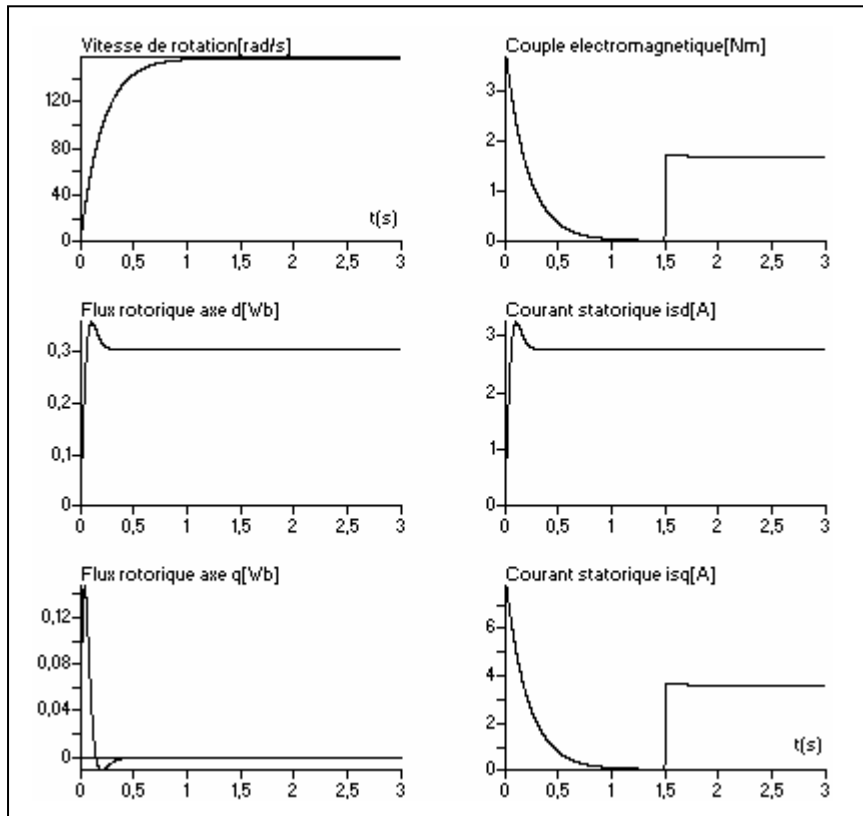 Vitesse de rotation[rad/s]
120
80
40
0
t(s)
0 0,5 1 1,5 2 2,5 3
Couple electromagnetique[Nm]
3
2
1
0
0 0,5 1 1,5 2 2,5 3
Flux rotorique axe d[Wb]
0,3
0,2
0,1
0
0 0,5 1 1,5 2 2,5 3
Courant statorique isd[A]
3
2
1
0
0 0,5 1 1,5 2 2,5 3
Flux rotorique axe q[Wb]
0,12
0,08
0,04
0
0 0,5 1 1,5 2 2,5 3
Courant statorique isq[A]
6
4
2
0
t(s)
0 0,5 1 1,5 2 2,5 3